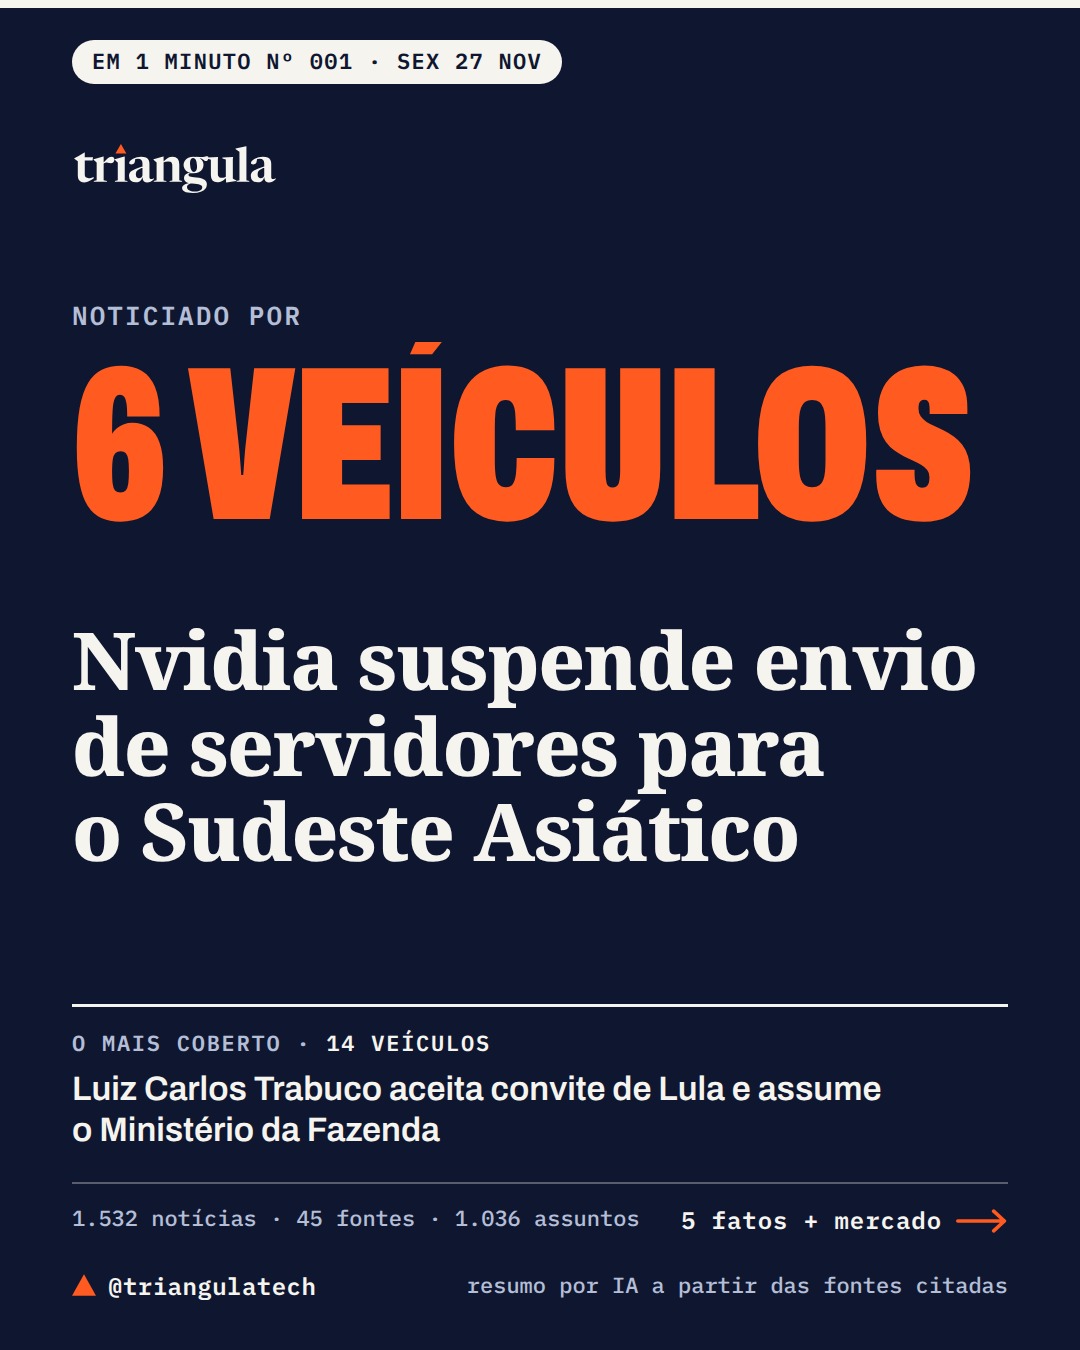 EM 1 MINUTO Nº 001 · SEX 27 NOV
triangula
NOTICIADO POR
6 VEÍCULOS
Nvidia suspende envio
de servidores para
o Sudeste Asiático
O MAIS COBERTO · 14 VEÍCULOS
Luiz Carlos Trabuco aceita convite de Lula e assume
o Ministério da Fazenda
1.532 notícias · 45 fontes · 1.036 assuntos 5 fatos + mercado →
@triangulatech resumo por IA a partir das fontes citadas